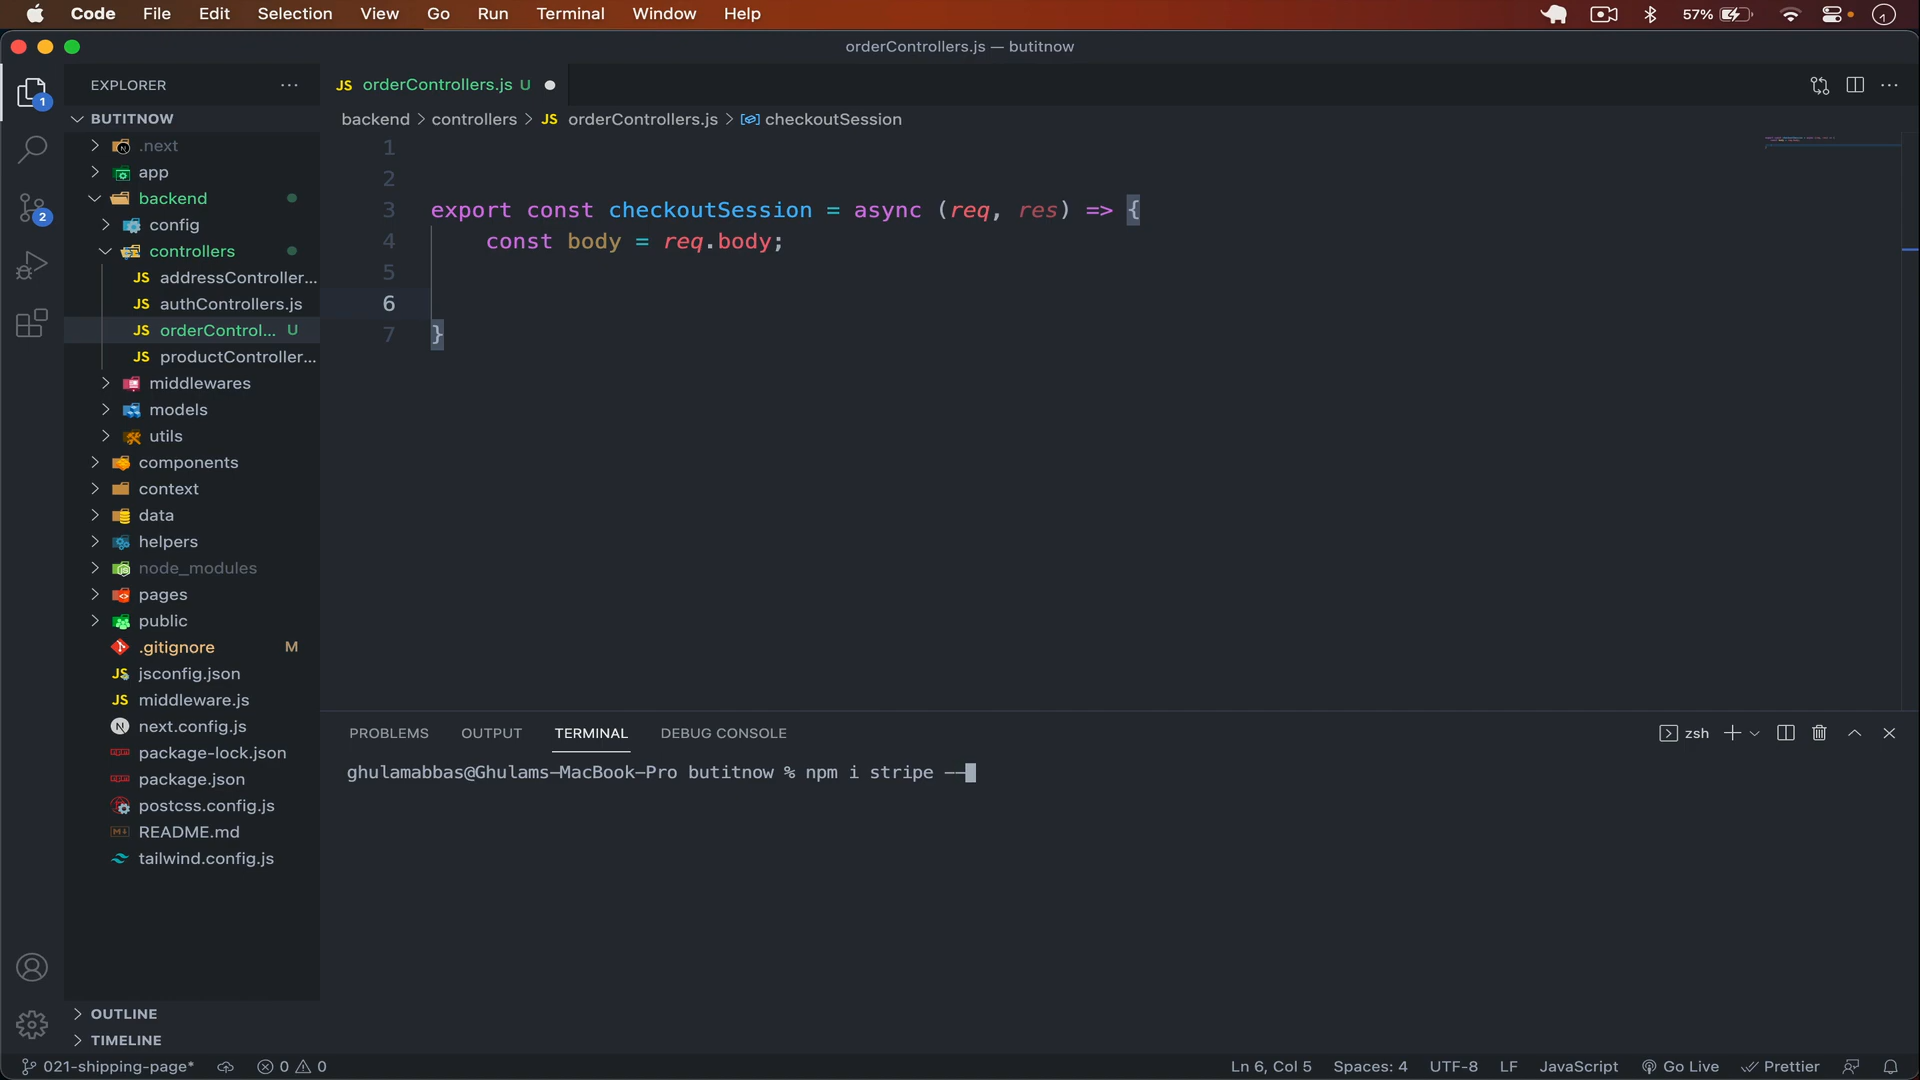 Code File Edit Selection View Go Run Terminal Window Help 57%
orderControllers.js — butitnow
EXPLORER
JS orderControllers.js U
1
BUTITNOW
backend > controllers > JS orderControllers.js > checkoutSession
.next
app
backend
config
controllers
JS addressController...
JS authControllers.js
JS orderControl... U
JS productController...
middlewares
models
utils
components
context
data
helpers
node_modules
pages
public
.gitignore M
JS jsconfig.json
JS middleware.js
N next.config.js
package-lock.json
package.json
postcss.config.js
README.md
tailwind.config.js
OUTLINE
TIMELINE
2
1
2
3 export const checkoutSession = async (req, res) => {
4 const body = req.body;
5
6
7 }
PROBLEMS OUTPUT TERMINAL DEBUG CONSOLE zsh
ghulamabbas@Ghulams-MacBook-Pro butitnow % npm i stripe --
021-shipping-page* 0 0 Ln 6, Col 5 Spaces: 4 UTF-8 LF JavaScript Go Live Prettier